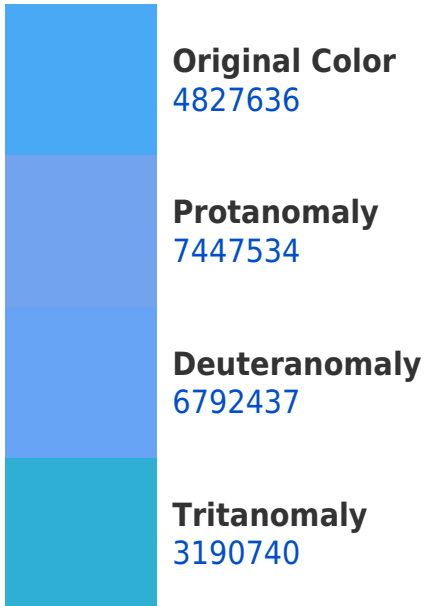 Original Color
4827636
Protanomaly
7447534
Deuteranomaly
6792437
Tritanomaly
3190740